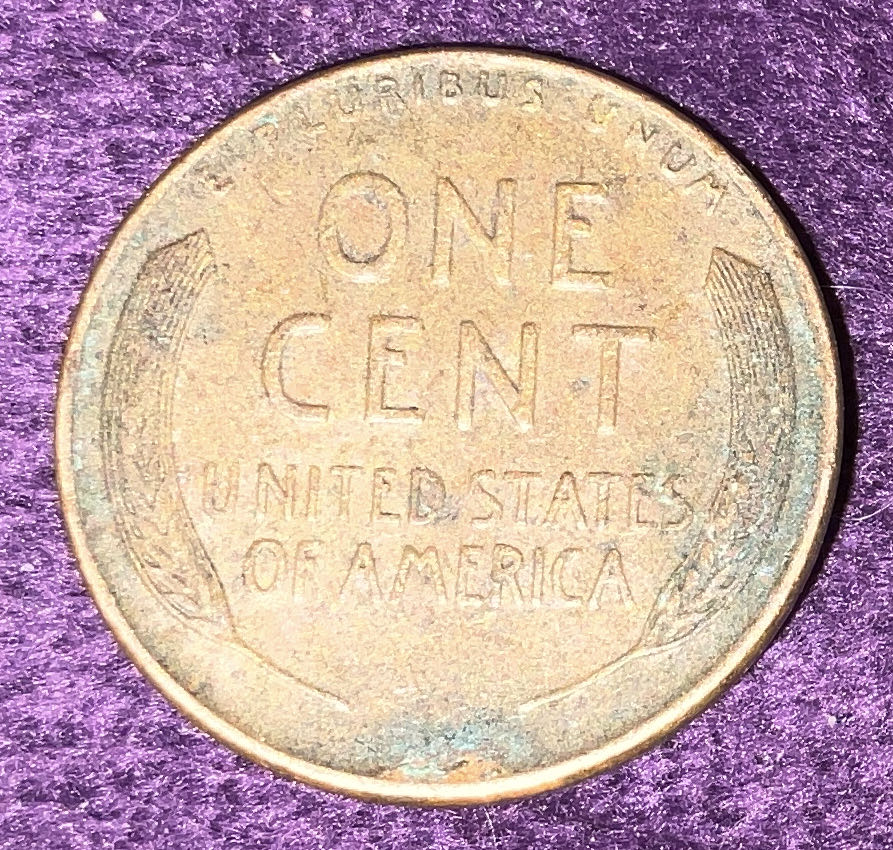 E PLURIBUS UNUM
ONE
CENT
UNITED STATES
OF AMERICA